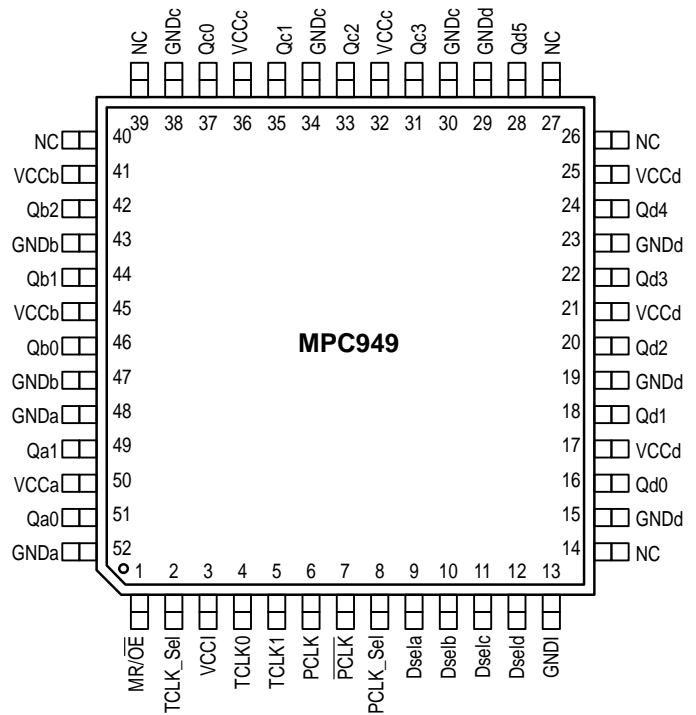 NC GNDc Qc0 VCCc Qc1 GNDc Qc2 VCCc Qc3 GNDc GNDd Qd5 NC
39 38 37 36 35 34 33 32 31 30 29 28 27
NC 40 26 NC
VCCb 41 25 VCCd
Qb2 42 24 Qd4
GNDb 43 23 GNDd
Qb1 44 22 Qd3
VCCb 45 21 VCCd
Qb0 46 MPC949 20 Qd2
GNDb 47 19 GNDd
GNDa 48 18 Qd1
Qa1 49 17 VCCd
VCCa 50 16 Qd0
Qa0 51 15 GNDd
GNDa 52 14 NC
1 2 3 4 5 6 7 8 9 10 11 12 13
MR/O̅E̅ TCLK_Sel VCCI TCLK0 TCLK1 PCLK P̅C̅L̅K̅ PCLK_Sel Dsela Dselb Dselc Dseld GNDI